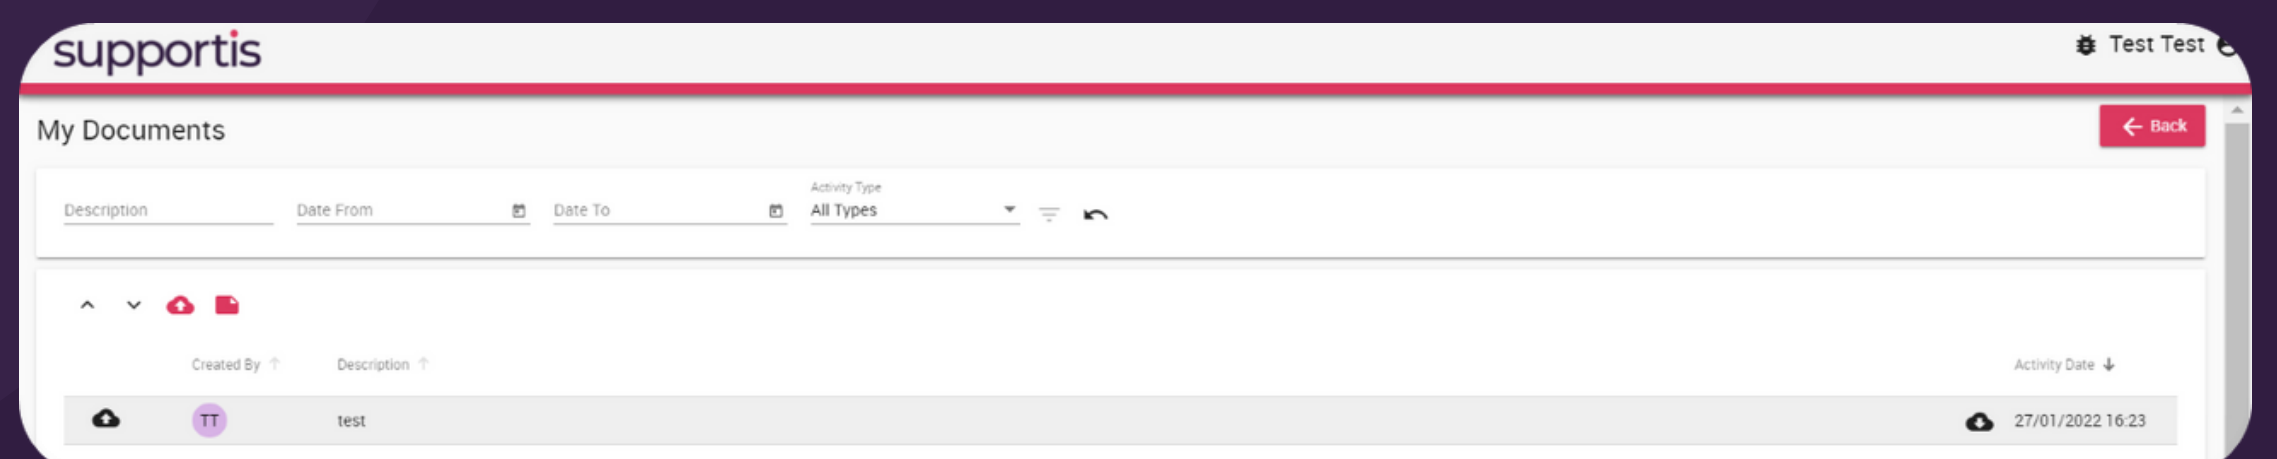 supportis
Test Test
My Documents
Back
Description
Date From
Date To
Activity Type
All Types
Created By
Description
Activity Date
TT
test
27/01/2022 16:23